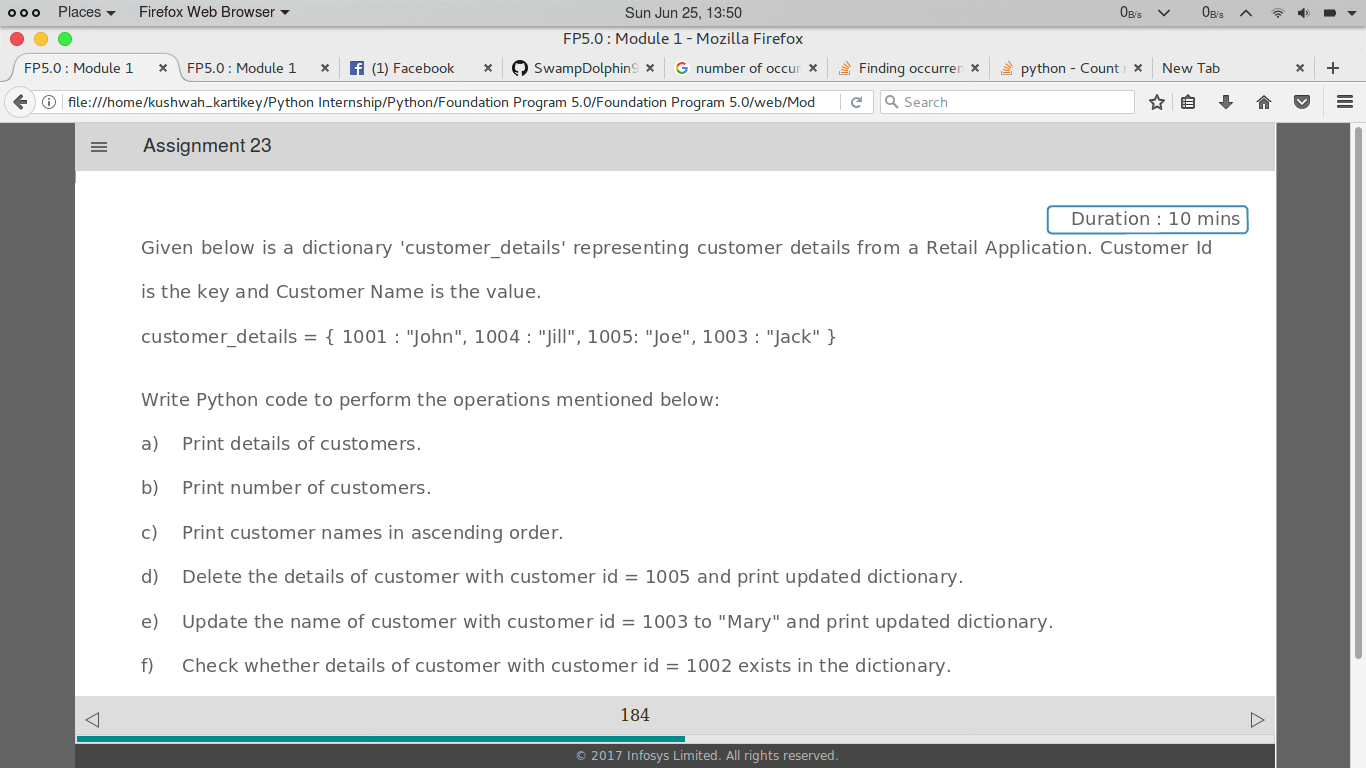 Places
Firefox Web Browser
Sun Jun 25, 13:50
0B/s
0B/s
FP5.0 : Module 1 - Mozilla Firefox
FP5.0 : Module 1
FP5.0 : Module 1
(1) Facebook
SwampDolphin9
number of occur
Finding occurren
python - Count
New Tab
file:///home/kushwah_kartikey/Python Internship/Python/Foundation Program 5.0/Foundation Program 5.0/web/Mod
Search
Assignment 23
Duration : 10 mins
Given below is a dictionary 'customer_details' representing customer details from a Retail Application. Customer Id
is the key and Customer Name is the value.
customer_details = { 1001 : "John", 1004 : "Jill", 1005: "Joe", 1003 : "Jack" }
Write Python code to perform the operations mentioned below:
a) Print details of customers.
b) Print number of customers.
c) Print customer names in ascending order.
d) Delete the details of customer with customer id = 1005 and print updated dictionary.
e) Update the name of customer with customer id = 1003 to "Mary" and print updated dictionary.
f) Check whether details of customer with customer id = 1002 exists in the dictionary.
184
© 2017 Infosys Limited. All rights reserved.